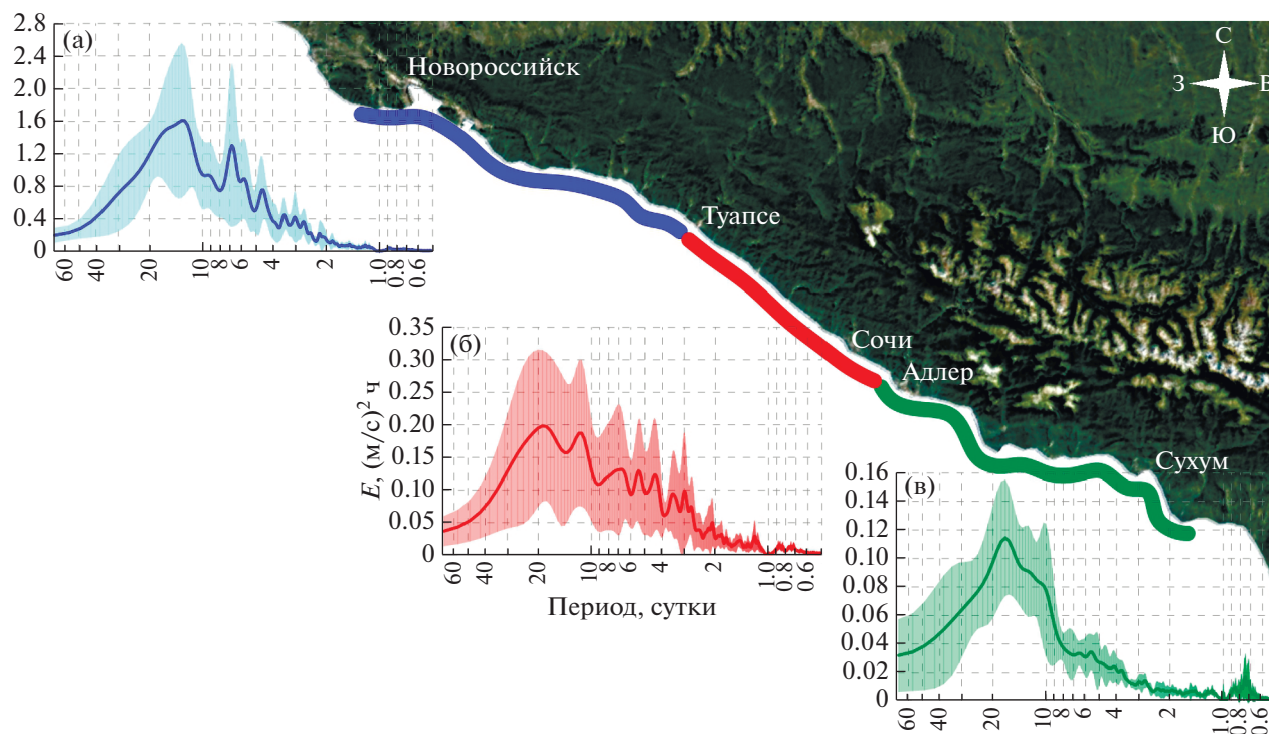 (а)
2.8
2.4
2.0
1.6
1.2
0.8
0.4
0
60 40 20 10 8 6 4 2 1.0 0.8 0.6
Новороссийск
С
З В
Ю
Туапсе
Сочи
Адлер
Сухум
(б)
E, (м/с)² ч
0.35
0.30
0.25
0.20
0.15
0.10
0.05
0
60 40 20 10 8 6 4 2 1.0 0.8 0.6
Период, сутки
(в)
0.16
0.14
0.12
0.10
0.08
0.06
0.04
0.02
0
60 40 20 10 8 6 4 2 1.0 0.8 0.6